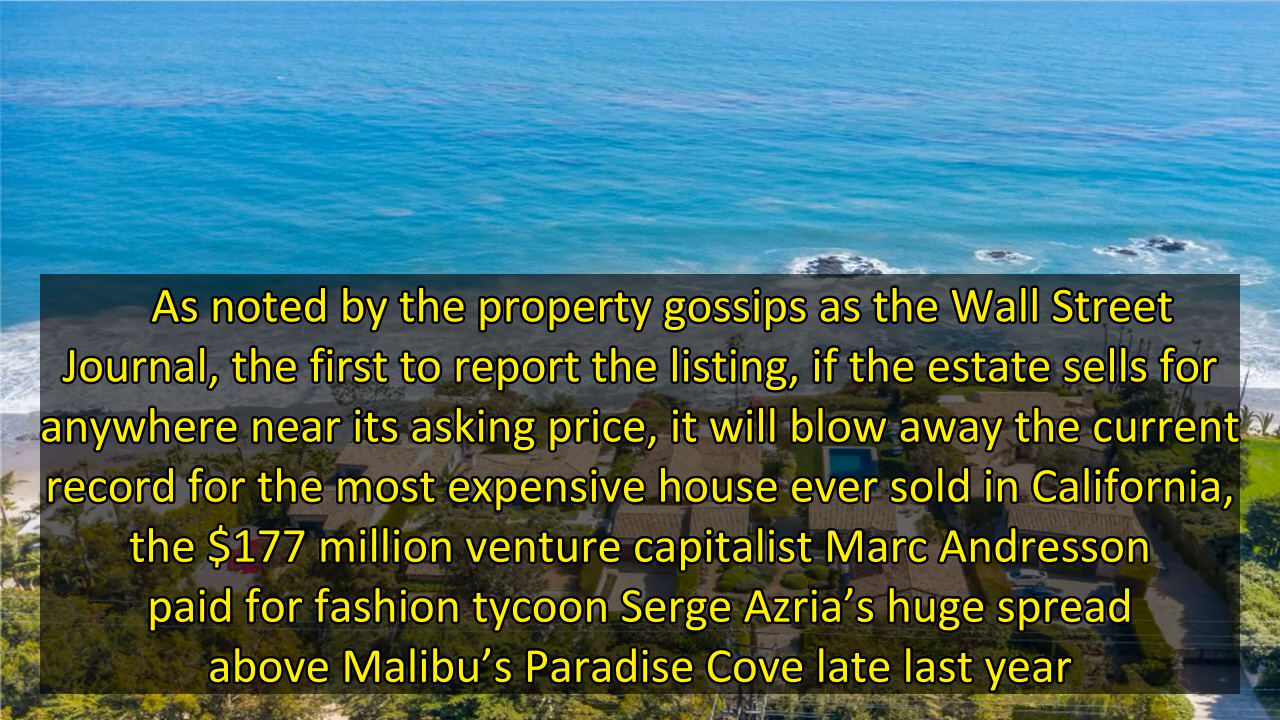 As noted by the property gossips as the Wall Street
Journal, the first to report the listing, if the estate sells for
anywhere near its asking price, it will blow away the current
record for the most expensive house ever sold in California,
the $177 million venture capitalist Marc Andresson
paid for fashion tycoon Serge Azria’s huge spread
above Malibu’s Paradise Cove late last year